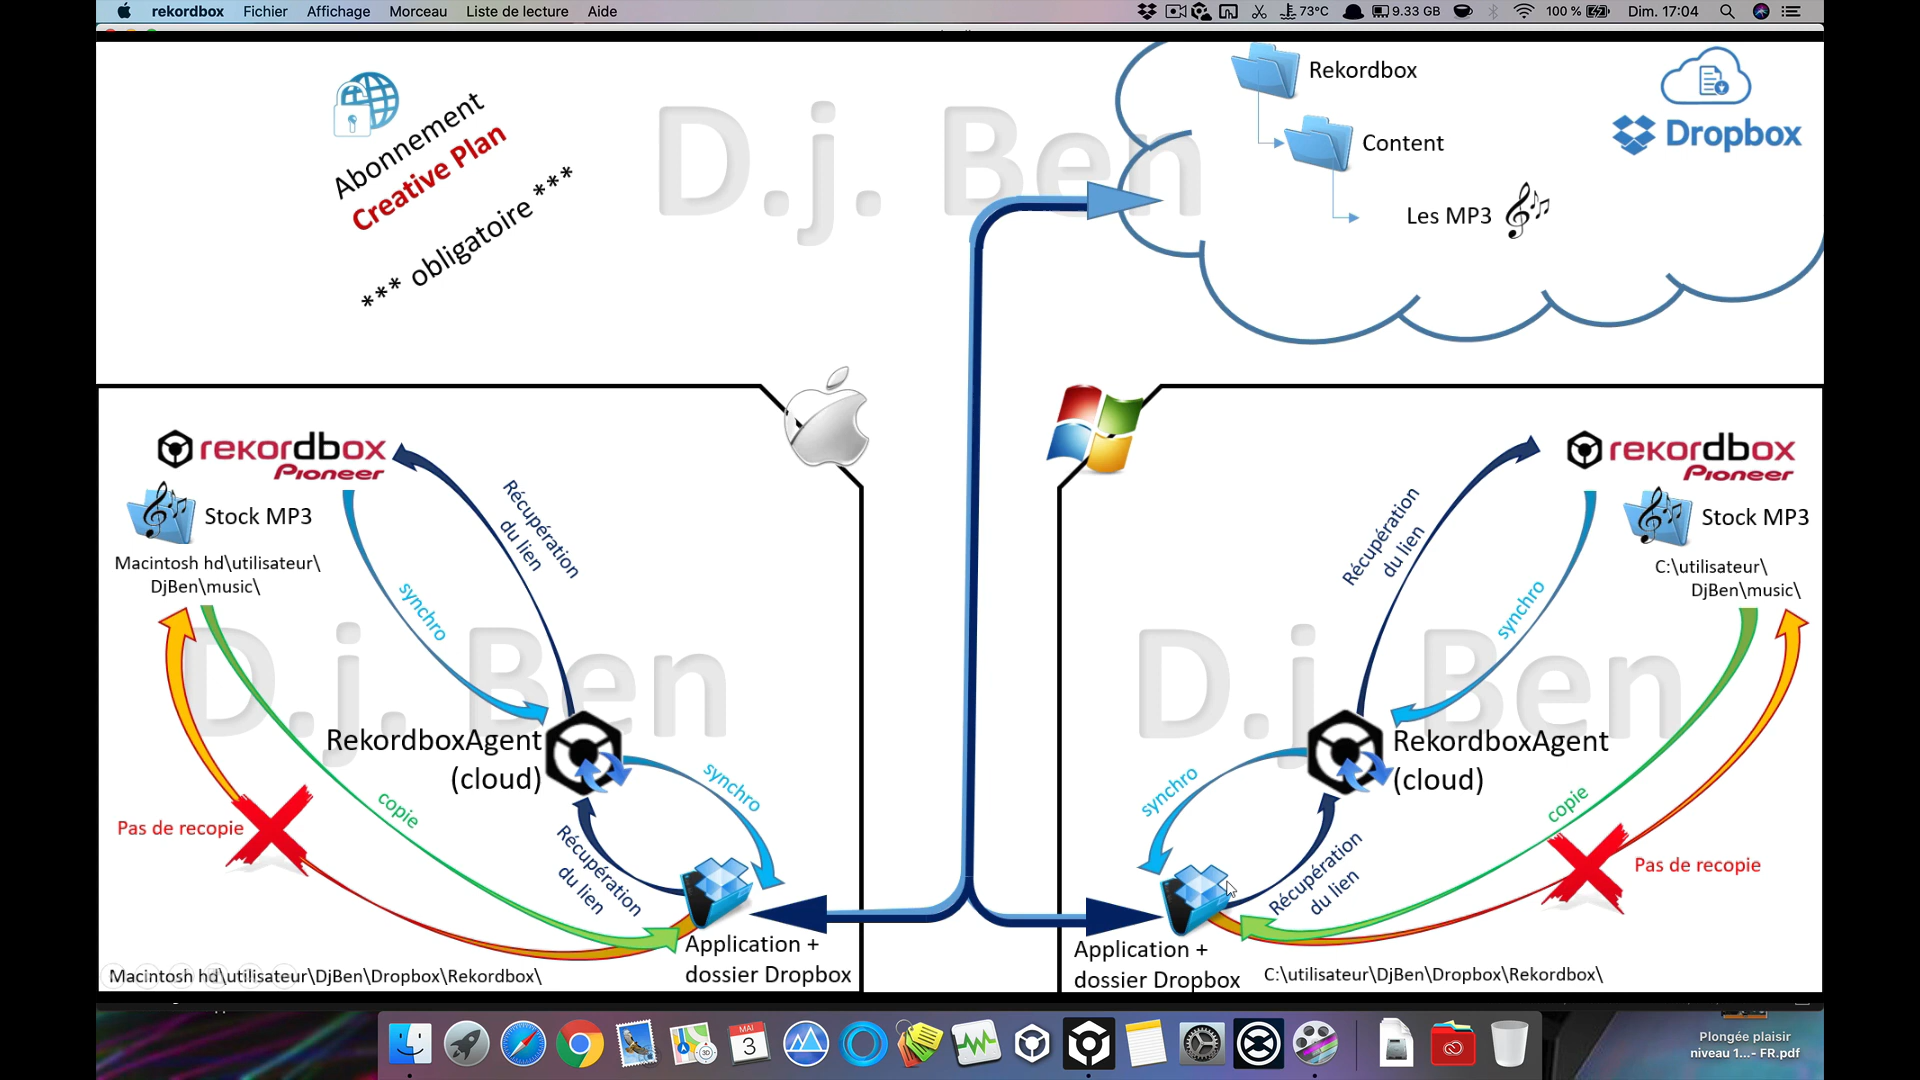 rekordbox Fichier Affichage Morceau Liste de lecture Aide
73°C 9.33 GB 100 % Dim. 17:04
Abonnement
Creative Plan
*** obligatoire ***
D.j. Ben
Rekordbox
Content
Les MP3
Dropbox
rekordbox
Pioneer
Stock MP3
Macintosh hd\utilisateur\
DjBen\music\
Récupération
du lien
synchro
D.j. Ben
RekordboxAgent
(cloud)
synchro
copie
Pas de recopie
Récupération
du lien
Application +
dossier Dropbox
Macintosh hd\utilisateur\DjBen\Dropbox\Rekordbox\
rekordbox
Pioneer
Stock MP3
C:\utilisateur\
DjBen\music\
Récupération
du lien
synchro
D.j. Ben
RekordboxAgent
(cloud)
synchro
copie
Pas de recopie
Récupération
du lien
Application +
dossier Dropbox
C:\utilisateur\DjBen\Dropbox\Rekordbox\
MAI
3
3D
Plongée plaisir
niveau 1...- FR.pdf